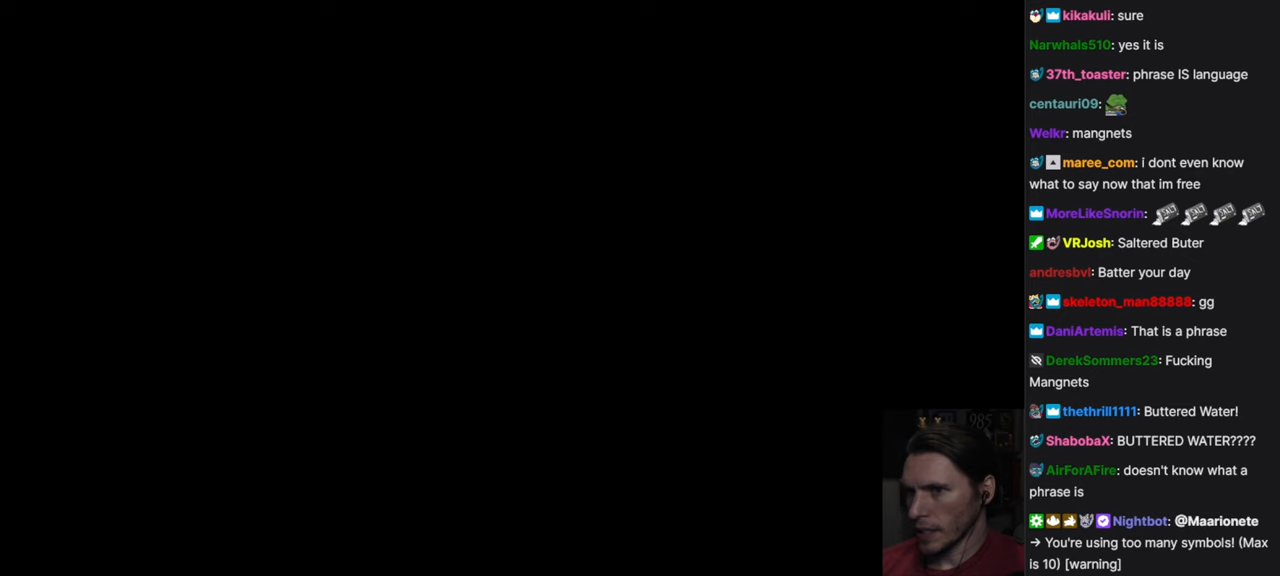 kikakuli: sure
Narwhals510: yes it is
37th_toaster: phrase IS language
centauri09:
Welkr: mangnets
maree_com: i dont even know
what to say now that im free
MoreLikeSnorin:
VRJosh: Saltered Buter
andresbvl: Batter your day
skeleton_man88888: gg
DaniArtemis: That is a phrase
DerekSommers23: Fucking
Mangnets
thethrill1111: Buttered Water!
985
ShabobaX: BUTTERED WATER????
AirForAFire: doesn't know what a
phrase is
Nightbot: @Maarionete
→ You're using too many symbols! (Max
is 10) [warning]